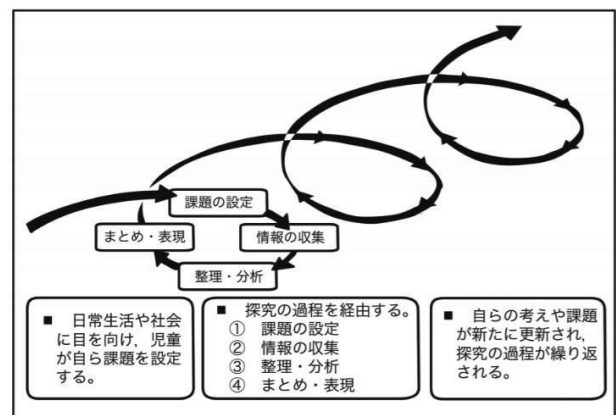 課題の設定
まとめ・表現
情報の収集
整理・分析
■ 日常生活や社会
に目を向け，児童
が自ら課題を設定
する。
■ 探究の過程を経由する。
① 課題の設定
② 情報の収集
③ 整理・分析
④ まとめ・表現
■ 自らの考えや課題
が新たに更新され，
探究の過程が繰り返
される。